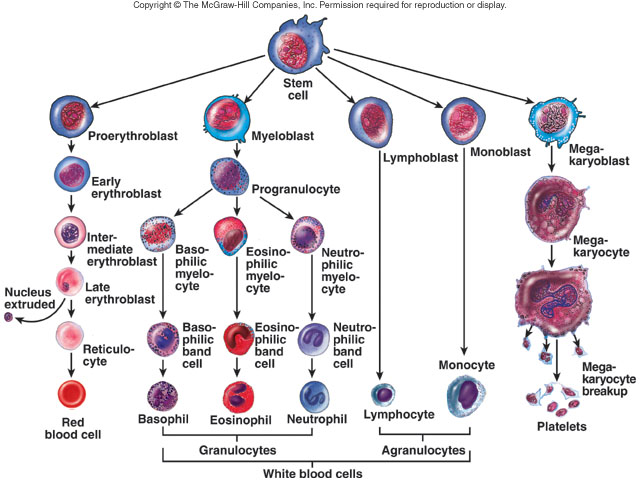 Copyright © The McGraw-Hill Companies, Inc. Permission required for reproduction or display.
Stem
cell
Proerythroblast
Myeloblast
Lymphoblast
Monoblast
Mega-
karyoblast
Early
erythroblast
Progranulocyte
Inter-
mediate
erythroblast
Baso-
philic
myelo-
cyte
Eosino-
philic
myelo-
cyte
Neutro-
philic
myelo-
cyte
Mega-
karyocyte
Nucleus
extruded
Late
erythroblast
Reticulo-
cyte
Baso-
philic
band
cell
Eosino-
philic
band
cell
Neutro-
philic
band
cell
Monocyte
Mega-
karyocyte
breakup
Red
blood cell
Basophil
Eosinophil
Neutrophil
Lymphocyte
Platelets
Granulocytes
Agranulocytes
White blood cells